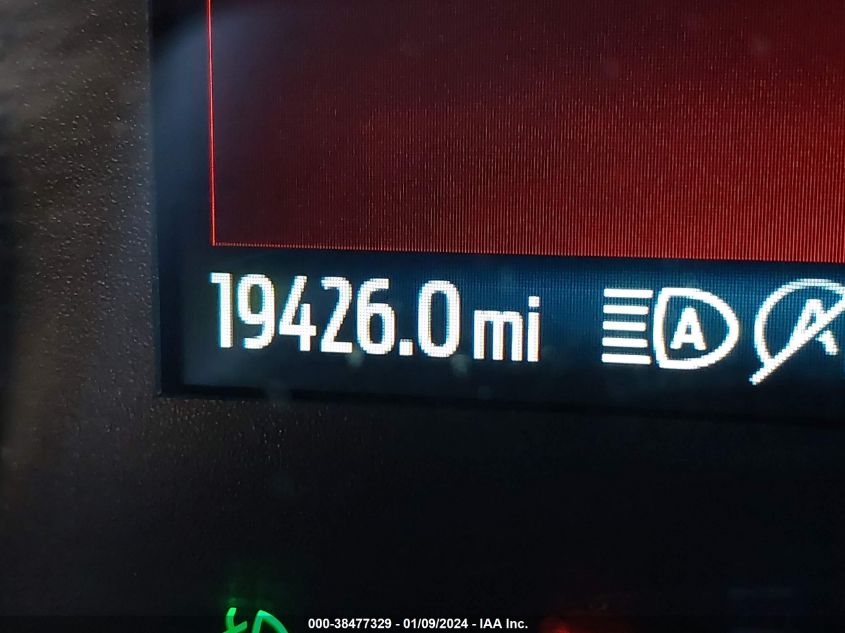 19426.0 mi
A
A
000-38477329 - 01/09/2024 - IAA Inc.